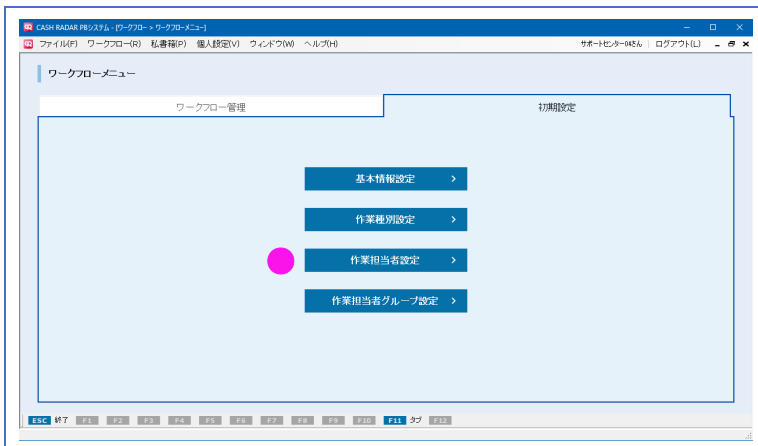 CASH RADAR PBシステム - [ワークフロー > ワークフローメニュー]
ファイル(F) ワークフロー(R) 私書箱(P) 個人設定(V) ウィンドウ(W) ヘルプ(H) サポートセンター04さん ログアウト(L)
ワークフローメニュー
ワークフロー管理 初期設定
基本情報設定
作業種別設定
作業担当者設定
作業担当者グループ設定
ESC 終了 F1 F2 F3 F4 F5 F6 F7 F8 F9 F10 F11 タブ F12